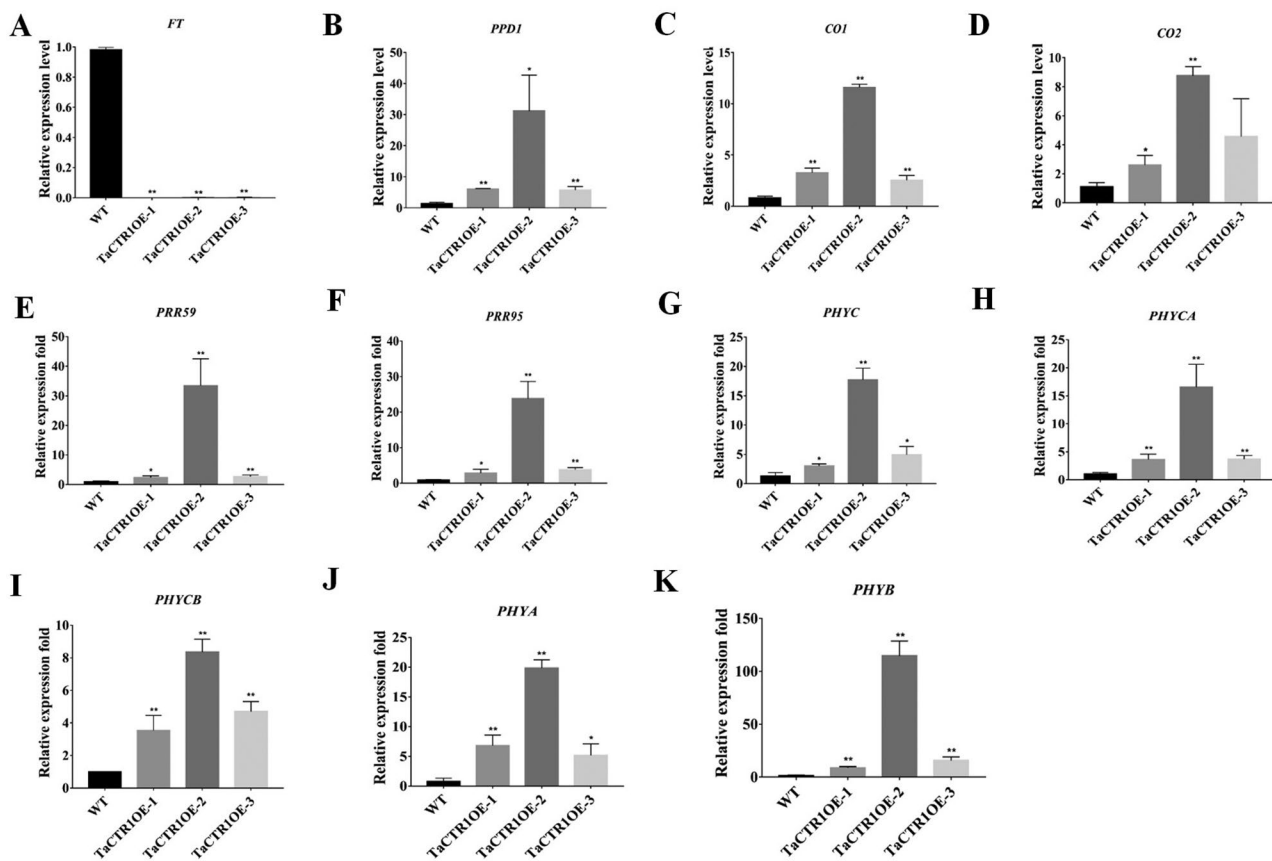 A
FT
Relative expression level
1.0
0.8
0.6
0.4
0.2
0.0
**
**
**
WT
TaCTR1OE-1
TaCTR1OE-2
TaCTR1OE-3
B
PPD1
Relative expression level
50
40
30
20
10
0
**
*
**
WT
TaCTR1OE-1
TaCTR1OE-2
TaCTR1OE-3
C
CO1
Relative expression level
15
10
5
0
**
**
**
WT
TaCTR1OE-1
TaCTR1OE-2
TaCTR1OE-3
D
CO2
Relative expression level
10
8
6
4
2
0
*
**
WT
TaCTR1OE-1
TaCTR1OE-2
TaCTR1OE-3
E
PRR59
Relative expression fold
50
40
30
20
10
0
*
**
**
WT
TaCTR1OE-1
TaCTR1OE-2
TaCTR1OE-3
F
PRR95
Relative expression fold
40
30
20
10
0
*
**
**
WT
TaCTR1OE-1
TaCTR1OE-2
TaCTR1OE-3
G
PHYC
Relative expression fold
25
20
15
10
5
0
*
**
*
WT
TaCTR1OE-1
TaCTR1OE-2
TaCTR1OE-3
H
PHYCA
Relative expression fold
25
20
15
10
5
0
**
**
**
WT
TaCTR1OE-1
TaCTR1OE-2
TaCTR1OE-3
I
PHYCB
Relative expression fold
10
8
6
4
2
0
**
**
**
WT
TaCTR1OE-1
TaCTR1OE-2
TaCTR1OE-3
J
PHYA
Relative expression fold
25
20
15
10
5
0
**
**
*
WT
TaCTR1OE-1
TaCTR1OE-2
TaCTR1OE-3
K
PHYB
Relative expression fold
150
100
50
0
**
**
**
WT
TaCTR1OE-1
TaCTR1OE-2
TaCTR1OE-3